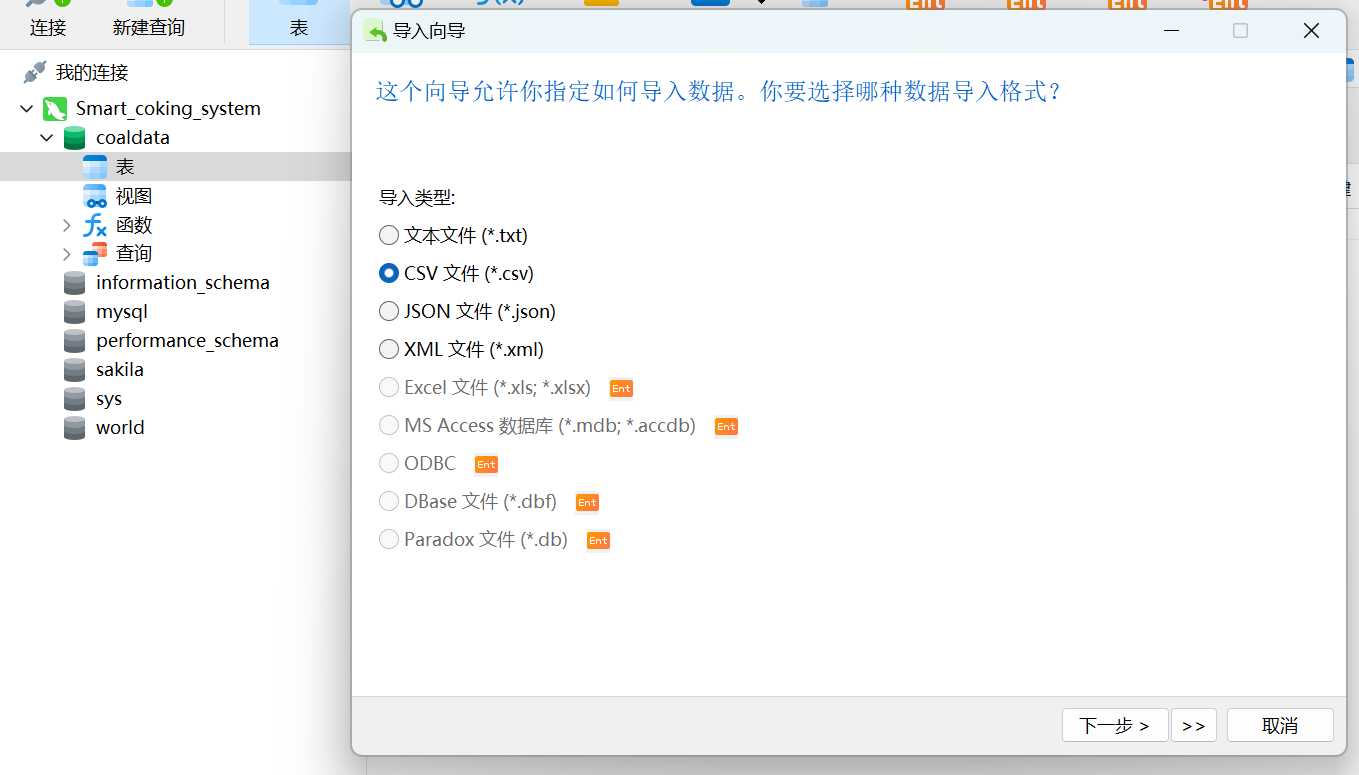 连接
新建查询
表
Ent
Ent
Ent
Ent
我的连接
Smart_coking_system
coaldata
表
视图
函数
查询
information_schema
mysql
performance_schema
sakila
sys
world
导入向导
这个向导允许你指定如何导入数据。你要选择哪种数据导入格式?
导入类型:
文本文件 (*.txt)
CSV 文件 (*.csv)
JSON 文件 (*.json)
XML 文件 (*.xml)
Excel 文件 (*.xls; *.xlsx) Ent
MS Access 数据库 (*.mdb; *.accdb) Ent
ODBC Ent
DBase 文件 (*.dbf) Ent
Paradox 文件 (*.db) Ent
下一步 > >> 取消